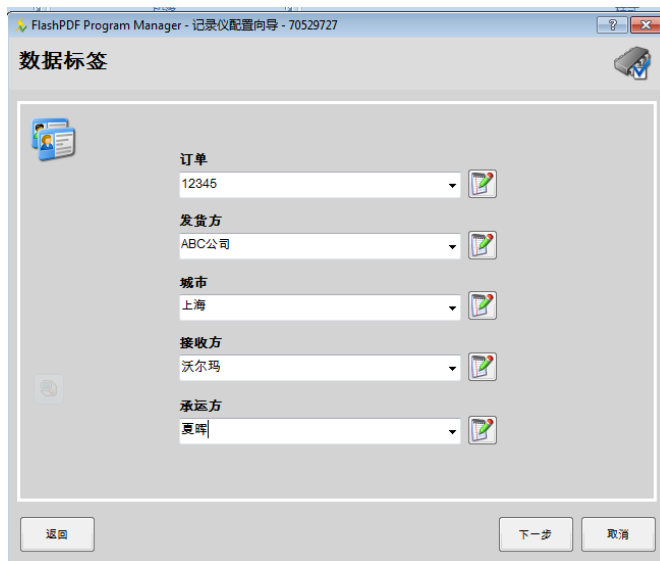 FlashPDF Program Manager - 记录仪配置向导 - 70529727
数据标签
订单
12345
发货方
ABC公司
城市
上海
接收方
沃尔玛
承运方
夏晖
返回
下一步
取消